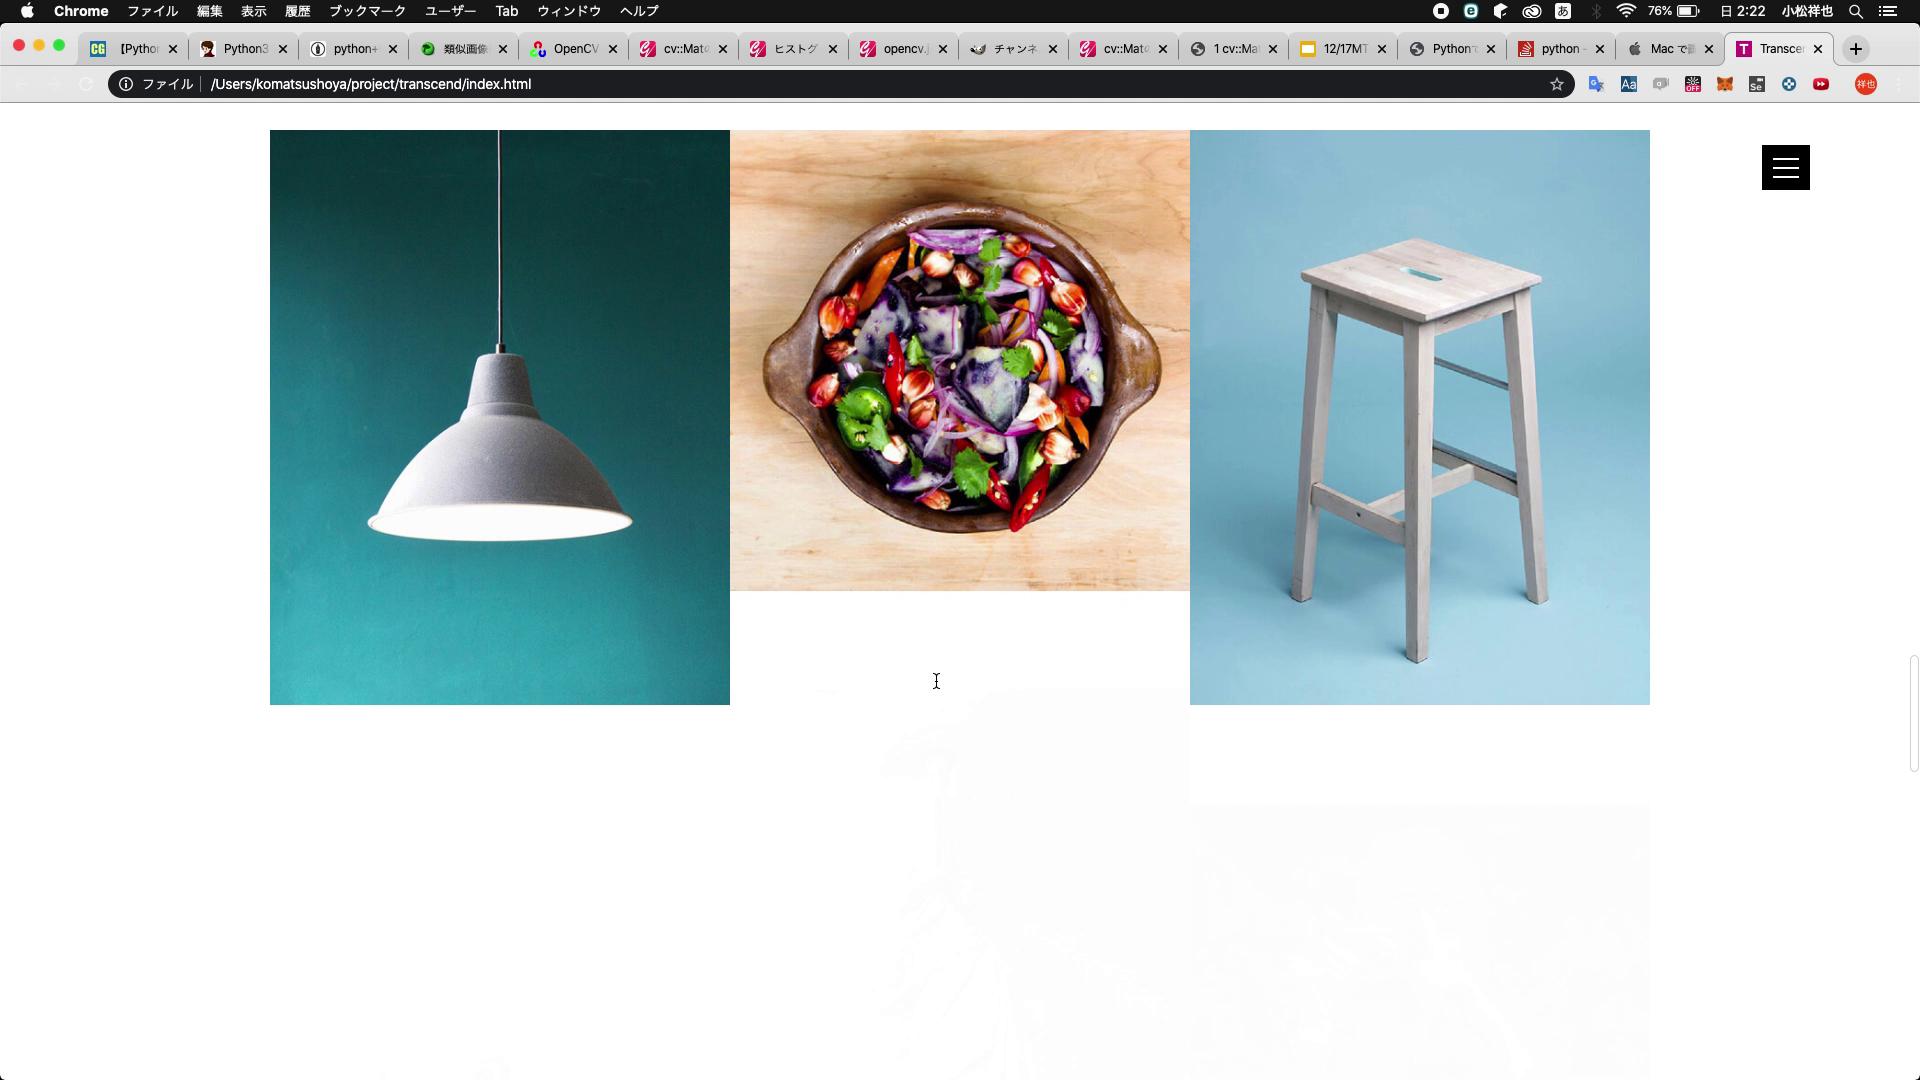 Chrome ファイル 編集 表示 履歴 ブックマーク ユーザー Tab ウィンドウ ヘルプ 76% 日 2:22 小松祥也
【Pytho Python3 python+ 類似画像 OpenCV cv::Mat ヒストグ opencv. チャンネ cv::Mat 1 cv::Ma 12/17MT Python python - Mac で Transce
ファイル /Users/komatsushoya/project/transcend/index.html 祥也